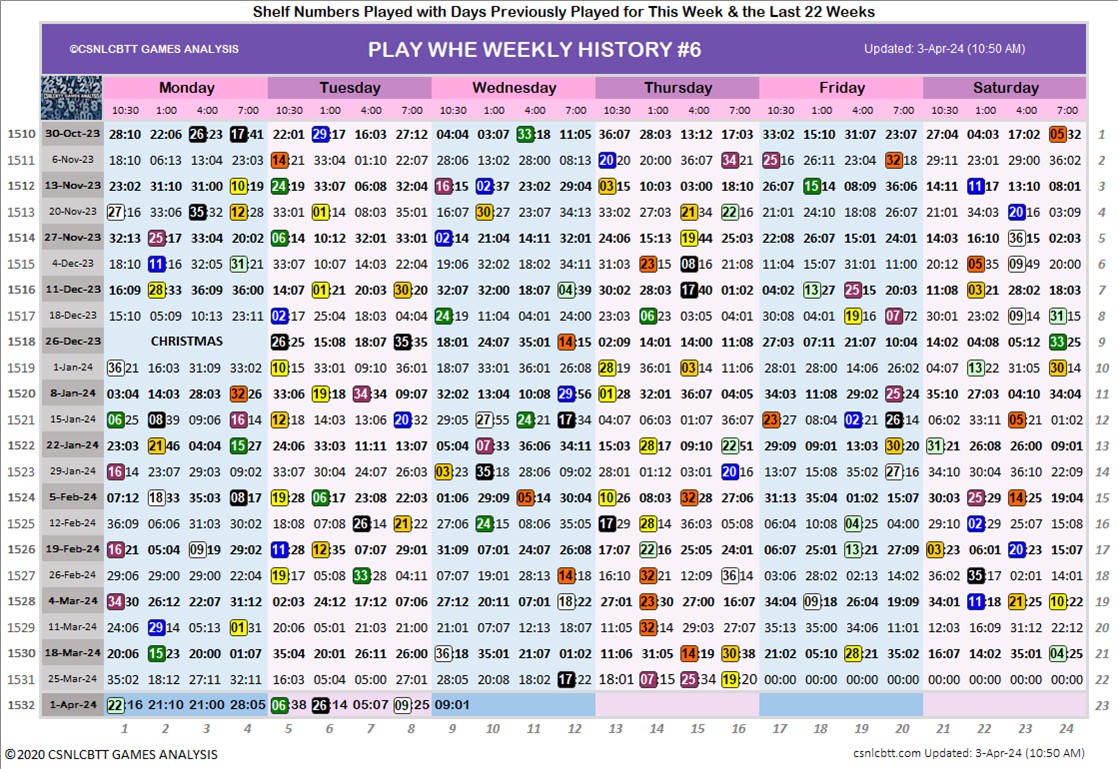 Shelf Numbers Played with Days Previously Played for This Week & the Last 22 Weeks
©CSNLCBTT GAMES ANALYSIS PLAY WHE WEEKLY HISTORY #6 Updated: 3-Apr-24 (10:50 AM)
Monday Tuesday Wednesday Thursday Friday Saturday
10:30 1:00 4:00 7:00 10:30 1:00 4:00 7:00 10:30 1:00 4:00 7:00 10:30 1:00 4:00 7:00 10:30 1:00 4:00 7:00 10:30 1:00 4:00 7:00
1510 30-Oct-23 28:10 22:06 26:23 17:41 22:01 29:17 16:03 27:12 04:04 03:07 33:18 11:05 36:07 28:03 13:12 17:03 33:02 15:10 31:07 23:07 27:04 04:03 17:02 05:32 1
1511 6-Nov-23 18:10 06:13 13:04 23:03 14:21 33:04 01:10 22:07 28:06 13:02 28:00 08:13 20:20 20:00 36:07 34:21 25:16 26:11 23:04 32:18 29:11 23:01 29:00 36:02 2
1512 13-Nov-23 23:02 31:10 31:00 10:19 24:19 33:07 06:08 32:04 16:15 02:37 23:02 29:04 03:15 10:03 03:00 18:10 26:07 18:14 08:09 36:06 14:11 11:17 13:10 08:01 3
1513 20-Nov-23 27:16 33:06 35:32 12:28 33:01 01:14 08:03 35:01 16:07 30:27 23:07 34:13 33:02 27:03 21:34 22:16 21:01 24:10 18:08 26:07 21:01 34:03 20:16 03:09 4
1514 27-Nov-23 32:13 25:17 33:04 20:02 06:14 10:12 32:01 33:01 02:14 21:04 14:11 32:01 24:06 15:13 19:44 25:03 22:08 26:07 15:01 24:01 14:03 16:10 36:15 02:03 5
1515 4-Dec-23 18:10 11:16 32:05 31:21 33:07 10:07 14:03 22:04 19:06 32:02 18:02 34:11 31:03 23:15 08:16 21:08 11:04 15:07 31:01 11:00 20:12 05:35 09:49 20:00 6
1516 11-Dec-23 16:09 28:33 36:09 36:00 14:07 01:21 20:03 30:20 32:07 32:00 18:07 04:39 30:02 28:03 17:40 01:02 04:02 13:27 25:15 20:03 11:08 03:21 28:02 18:03 7
1517 18-Dec-23 15:10 05:09 10:13 23:11 02:17 25:04 18:03 04:04 24:19 11:04 04:01 24:00 23:03 06:23 03:05 04:01 30:08 04:01 19:16 07:72 30:01 23:02 09:14 31:15 8
1518 26-Dec-23 CHRISTMAS 26:25 15:08 18:07 35:35 18:01 24:07 35:01 14:15 02:09 14:01 14:00 11:08 27:03 07:11 21:07 10:04 14:02 04:08 05:12 33:25 9
1519 1-Jan-24 36:21 16:03 31:09 33:02 10:15 33:01 09:10 36:01 18:07 33:01 36:01 26:08 28:19 36:01 03:14 11:06 28:01 28:00 14:06 26:02 10:04 13:22 31:05 30:14 10
1520 8-Jan-24 03:04 14:03 28:03 32:26 33:06 19:18 34:34 09:07 32:02 13:04 10:08 29:56 01:28 32:01 36:07 04:05 34:03 11:08 29:02 25:24 35:10 27:03 04:10 34:04 11
1521 15-Jan-24 06:25 08:39 09:06 16:14 12:18 14:03 13:06 20:32 29:05 27:55 24:21 17:34 04:07 06:03 01:07 06:01 23:27 08:04 02:21 26:14 06:02 33:11 05:21 01:02 12
1522 22-Jan-24 23:03 21:46 04:04 15:27 24:06 33:03 11:11 13:07 05:04 07:33 36:06 34:11 15:03 28:17 09:10 22:51 29:09 09:01 13:03 30:20 31:21 26:08 26:00 09:01 13
1523 29-Jan-24 16:14 23:07 29:03 09:02 33:07 30:04 24:07 26:03 03:23 35:18 28:06 09:02 28:01 01:12 03:01 20:16 13:07 15:08 35:02 27:16 34:10 30:04 36:10 22:09 14
1524 5-Feb-24 07:12 18:33 35:03 08:17 19:28 06:17 23:08 22:03 01:06 29:09 05:14 30:04 10:26 08:03 32:15 27:06 31:13 35:04 01:02 15:07 30:03 25:29 14:25 19:04 15
1525 12-Feb-24 36:09 06:06 31:03 30:02 18:08 07:08 26:14 21:22 27:06 24:15 08:06 35:05 17:29 28:14 36:03 05:08 06:04 10:08 04:25 04:00 29:10 02:29 25:07 15:08 16
1526 19-Feb-24 16:21 05:04 09:19 29:02 11:28 12:35 07:07 29:01 31:09 07:01 24:07 26:08 17:07 22:16 25:05 24:01 06:07 25:01 13:21 27:09 03:23 06:01 20:23 15:07 17
1527 26-Feb-24 29:06 29:00 29:00 22:04 19:17 05:08 33:28 04:11 07:07 19:01 28:13 14:18 16:10 32:21 12:09 36:14 03:06 28:02 02:13 14:02 36:02 35:17 02:01 14:01 18
1528 4-Mar-24 34:30 26:12 22:07 31:12 02:03 24:12 17:12 07:06 27:12 20:11 07:01 18:22 27:01 23:30 27:00 16:07 34:04 09:18 26:04 19:09 34:01 11:18 21:25 10:22 19
1529 11-Mar-24 24:06 29:14 05:13 01:31 20:06 05:01 21:03 21:00 21:01 07:07 12:13 18:07 11:05 32:14 29:03 27:07 35:13 35:00 33:06 11:01 12:03 16:09 31:12 22:12 20
1530 18-Mar-24 20:06 15:23 20:00 01:07 35:04 20:01 26:11 26:00 36:18 35:01 21:07 12:08 11:06 31:05 14:19 30:38 21:02 05:10 28:21 35:02 16:07 14:02 35:01 04:25 21
1531 25-Mar-24 35:02 18:12 27:11 32:11 16:03 05:04 05:00 27:01 28:05 20:08 18:02 17:22 18:01 07:15 25:34 19:20 00:00 00:00 00:00 00:00 00:00 00:00 00:00 00:00 22
1532 1-Apr-24 22:16 21:10 21:00 28:05 06:38 26:14 05:07 09:25 09:01 23
1 2 3 4 5 6 7 8 9 10 11 12 13 14 15 16 17 18 19 20 21 22 23 24
©2020 CSNLCBTT GAMES ANALYSIS csnlcbtt.com Updated: 3-Apr-24 (10:50 AM)